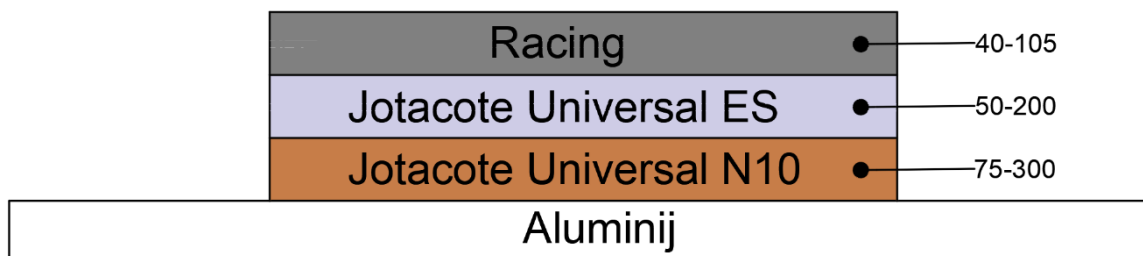 Racing 40-105
Jotacote Universal ES 50-200
Jotacote Universal N10 75-300
Aluminij